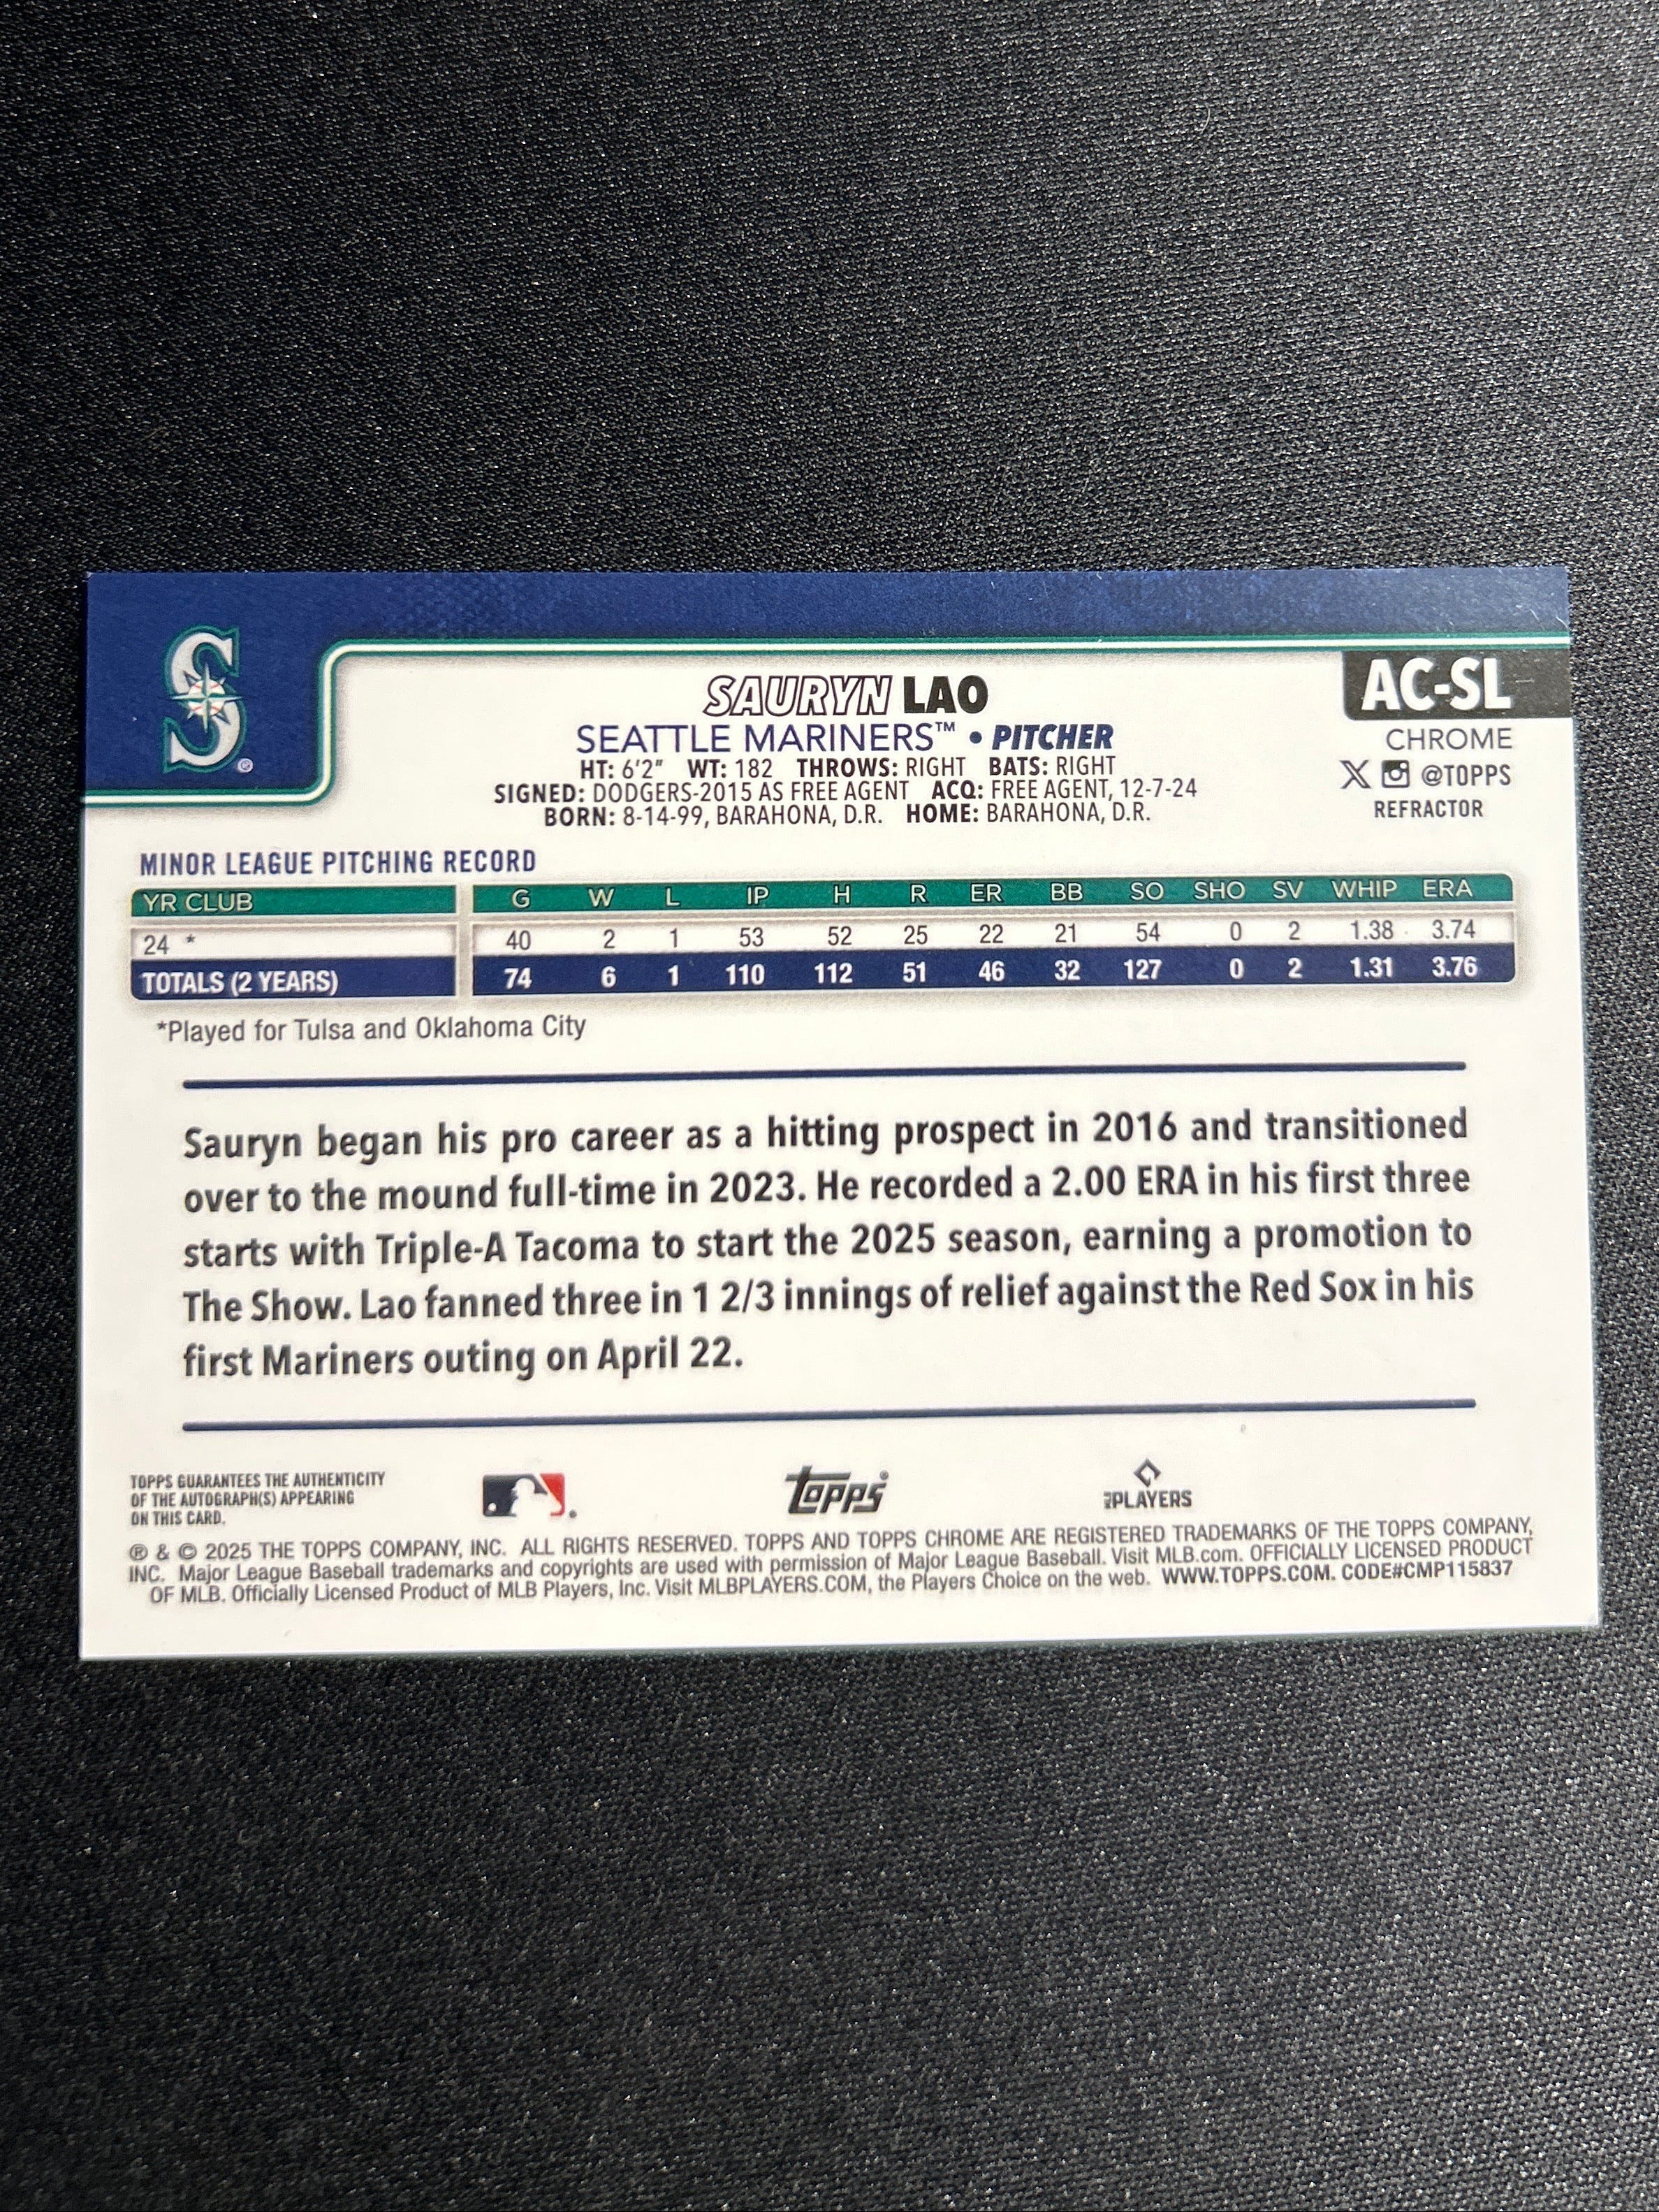 S®
SAURYN LAO
AC-SL
SEATTLE MARINERS™ • PITCHER
CHROME
HT: 6'2" WT: 182 THROWS: RIGHT BATS: RIGHT
@TOPPS
SIGNED: DODGERS-2015 AS FREE AGENT ACQ: FREE AGENT, 12-7-24
REFRACTOR
BORN: 8-14-99, BARAHONA, D.R. HOME: BARAHONA, D.R.
MINOR LEAGUE PITCHING RECORD
YR CLUB G W L IP H R ER BB SO SHO SV WHIP ERA
24 * 40 2 1 53 52 25 22 21 54 0 2 1.38 3.74
TOTALS (2 YEARS) 74 6 1 110 112 51 46 32 127 0 2 1.31 3.76
*Played for Tulsa and Oklahoma City
Sauryn began his pro career as a hitting prospect in 2016 and transitioned
over to the mound full-time in 2023. He recorded a 2.00 ERA in his first three
starts with Triple-A Tacoma to start the 2025 season, earning a promotion to
The Show. Lao fanned three in 1 2/3 innings of relief against the Red Sox in his
first Mariners outing on April 22.
TOPPS GUARANTEES THE AUTHENTICITY
OF THE AUTOGRAPH(S) APPEARING
ON THIS CARD.
Topps®
MLB PLAYERS
® & © 2025 THE TOPPS COMPANY, INC. ALL RIGHTS RESERVED. TOPPS AND TOPPS CHROME ARE REGISTERED TRADEMARKS OF THE TOPPS COMPANY,
INC. Major League Baseball trademarks and copyrights are used with permission of Major League Baseball. Visit MLB.com. OFFICIALLY LICENSED PRODUCT
OF MLB. Officially Licensed Product of MLB Players, Inc. Visit MLBPLAYERS.COM, the Players Choice on the web. WWW.TOPPS.COM. CODE#CMP115837